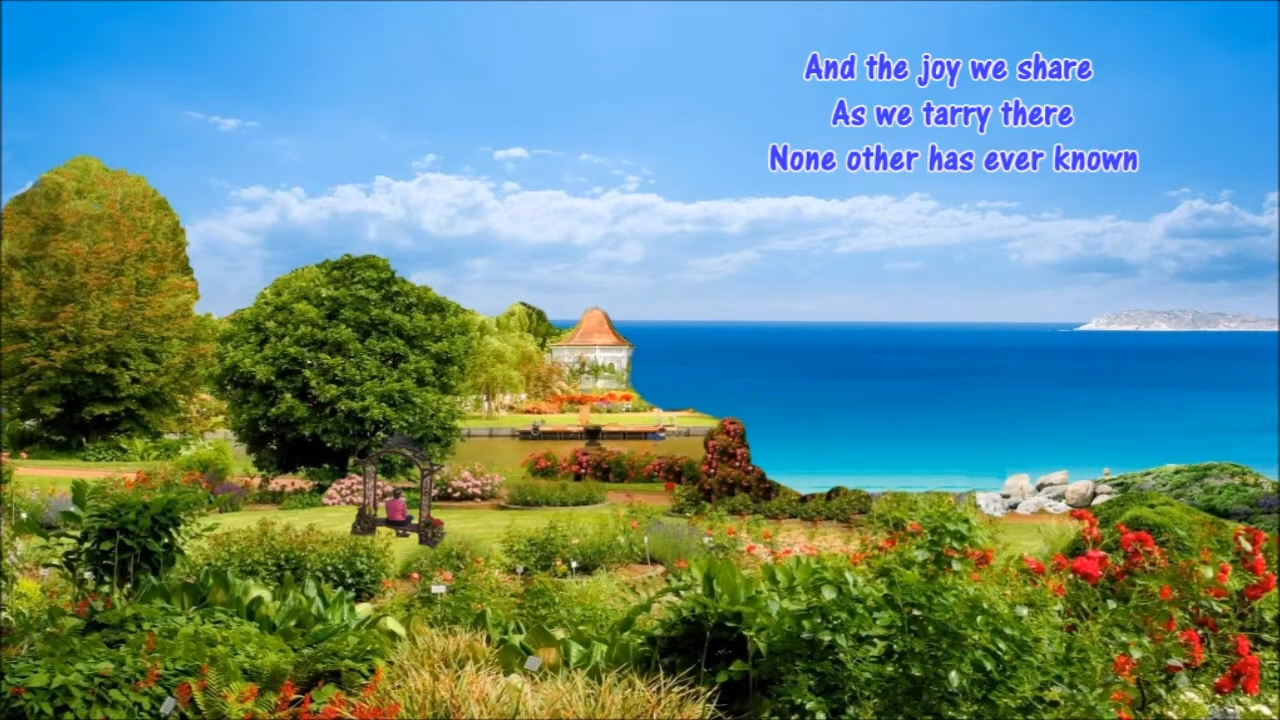 And the joy we share
As we tarry there
None other has ever known